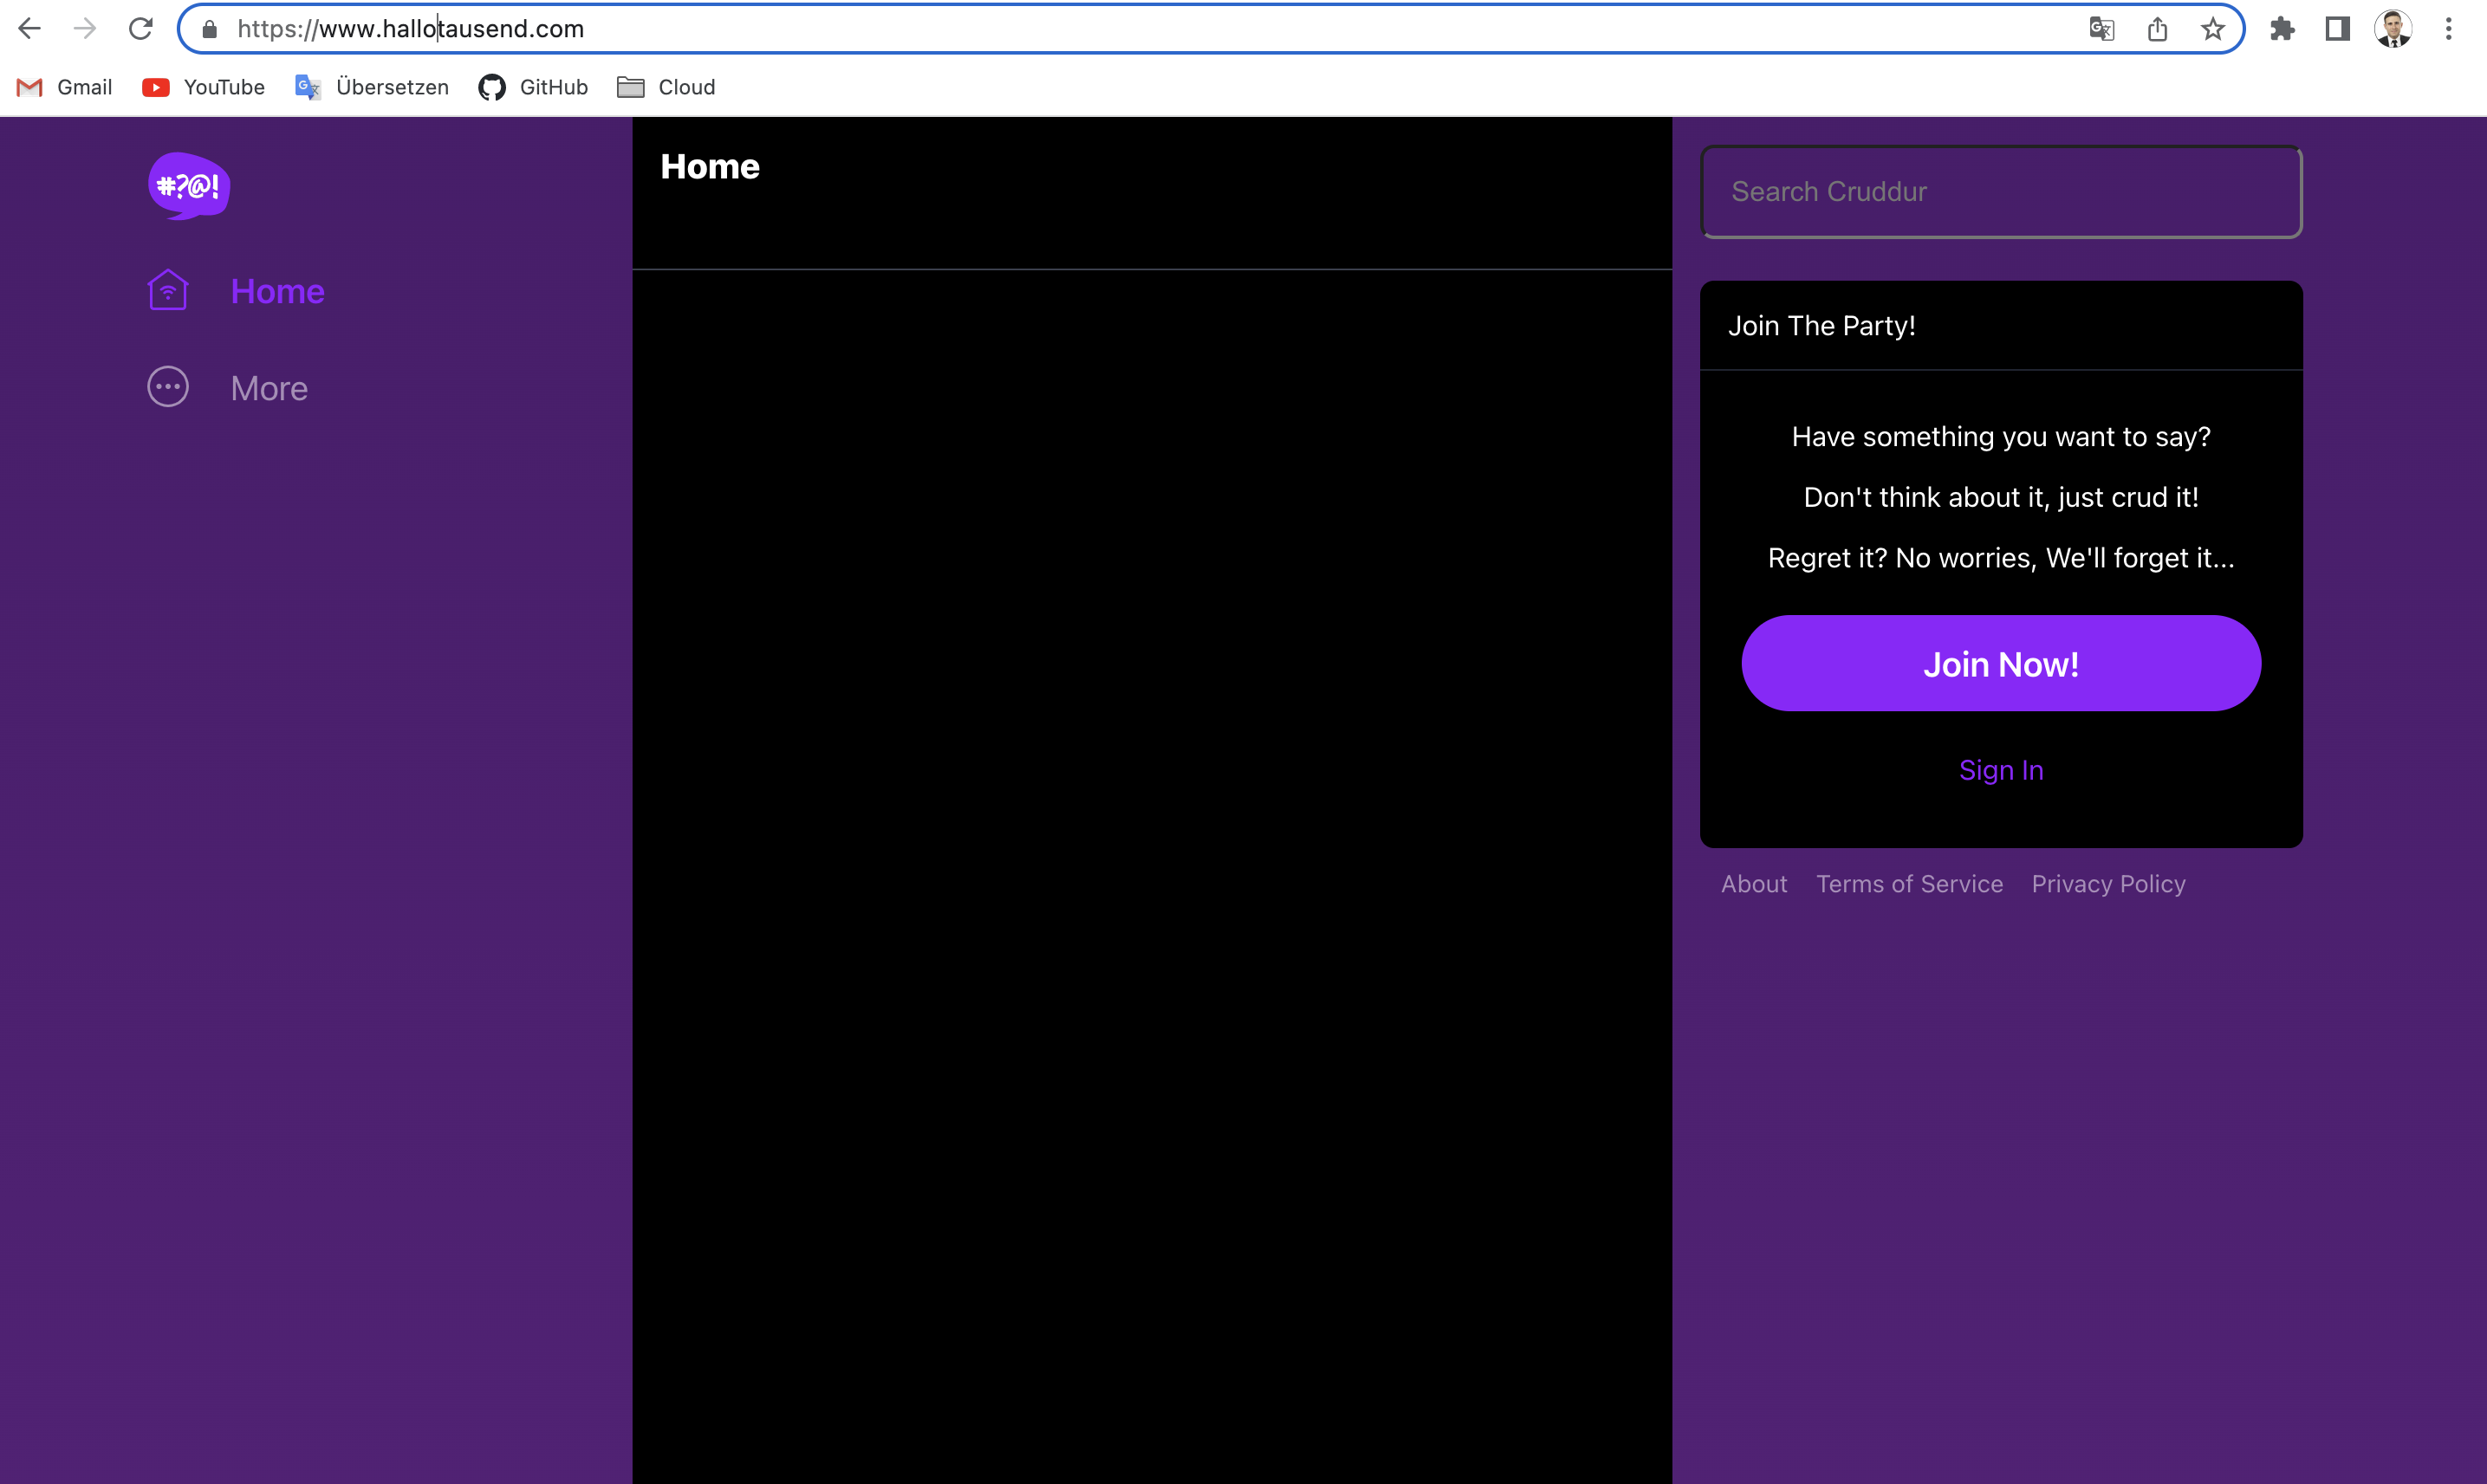 https://www.hallotausend.com
Gmail YouTube Übersetzen GitHub Cloud
#?@!
Home
More
Home
Search Cruddur
Join The Party!
Have something you want to say?
Don't think about it, just crud it!
Regret it? No worries, We'll forget it...
Join Now!
Sign In
About Terms of Service Privacy Policy